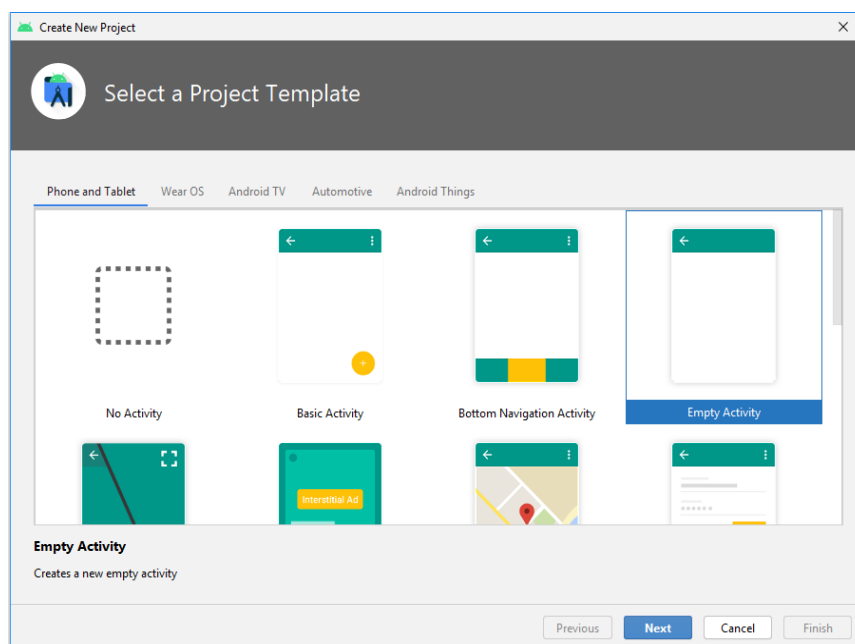 Create New Project
Select a Project Template
Phone and Tablet Wear OS Android TV Automotive Android Things
No Activity Basic Activity Bottom Navigation Activity Empty Activity
Interstitial Ad
Empty Activity
Creates a new empty activity
Previous Next Cancel Finish